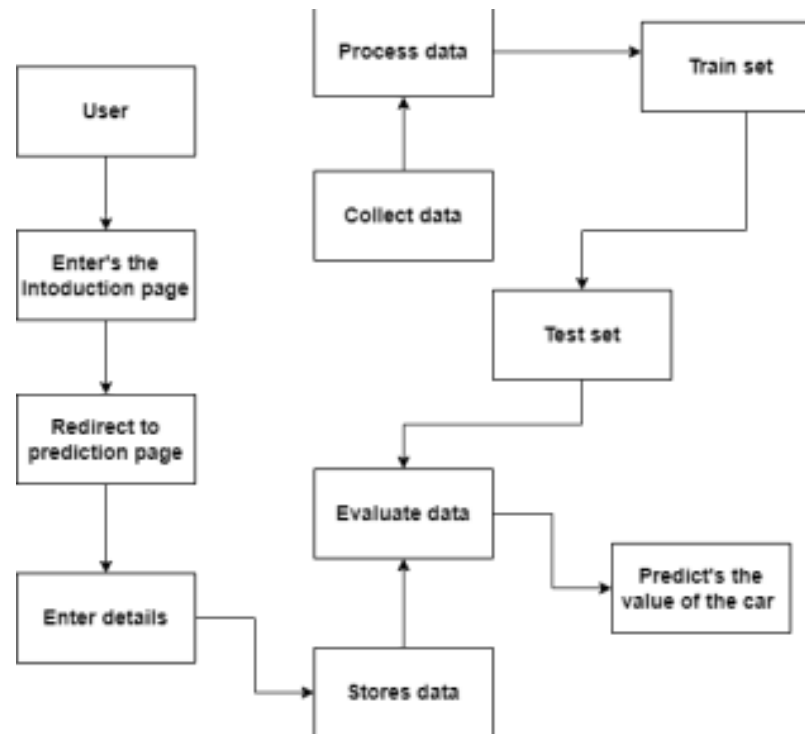 Process data
Train set
User
Collect data
Enter's the
Intoduction page
Test set
Redirect to
prediction page
Evaluate data
Predict's the
value of the car
Enter details
Stores data